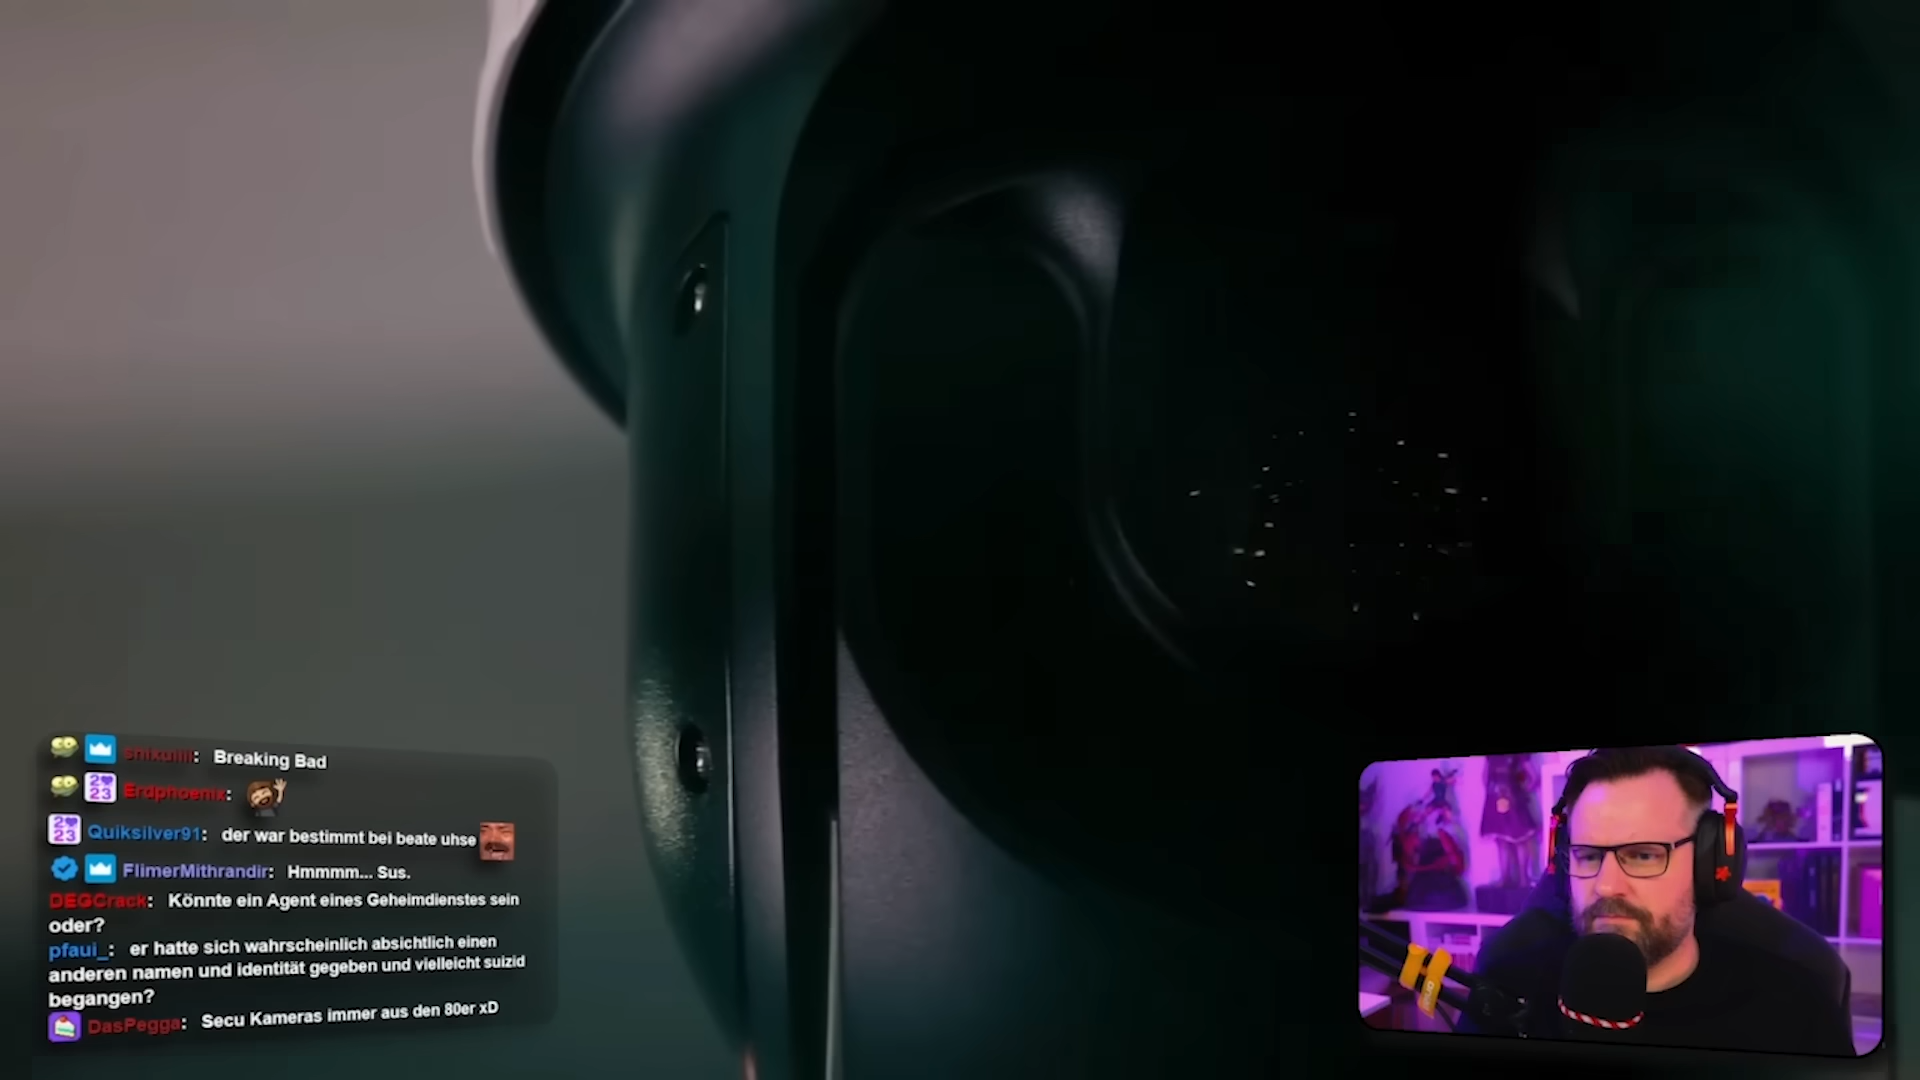 snixuiii: Breaking Bad
Erdphoenix:
Quiksilver91: der war bestimmt bei beate uhse
FlimerMithrandir: Hmmmm... Sus.
DEGCrack: Könnte ein Agent eines Geheimdienstes sein
oder?
pfaui_: er hatte sich wahrscheinlich absichtlich einen
anderen namen und identität gegeben und vielleicht suizid
begangen?
DasPegga: Secu Kameras immer aus den 80er xD